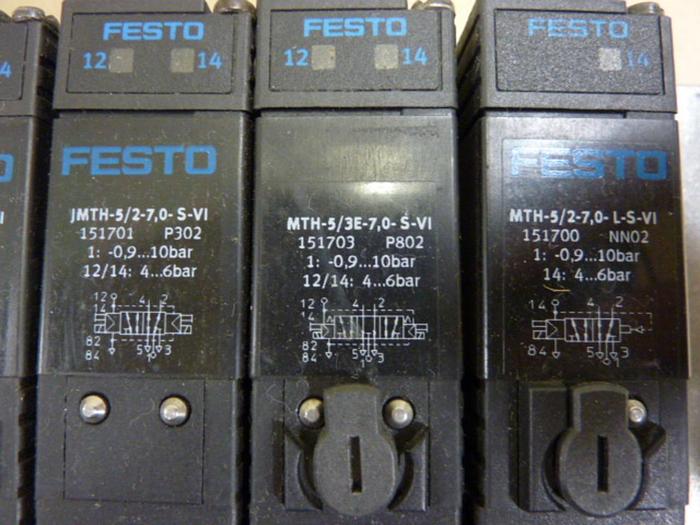 4
VI
FESTO
12 14
FESTO
JMTH-5/2-7,0- S-VI
151701 P302
1: -0,9...10bar
12/14: 4...6bar
12 4 2
14
82 5 3
84 1
FESTO
12 14
MTH-5/3E-7,0- S-VI
151703 P802
1: -0,9...10bar
12/14: 4...6bar
12 4 2
14
82 5 3
84 1
FESTO
14
FESTO
MTH-5/2-7,0- L-S-VI
151700 NN02
1: -0,9...10bar
14: 4...6bar
14 4 2
84 5 3
1